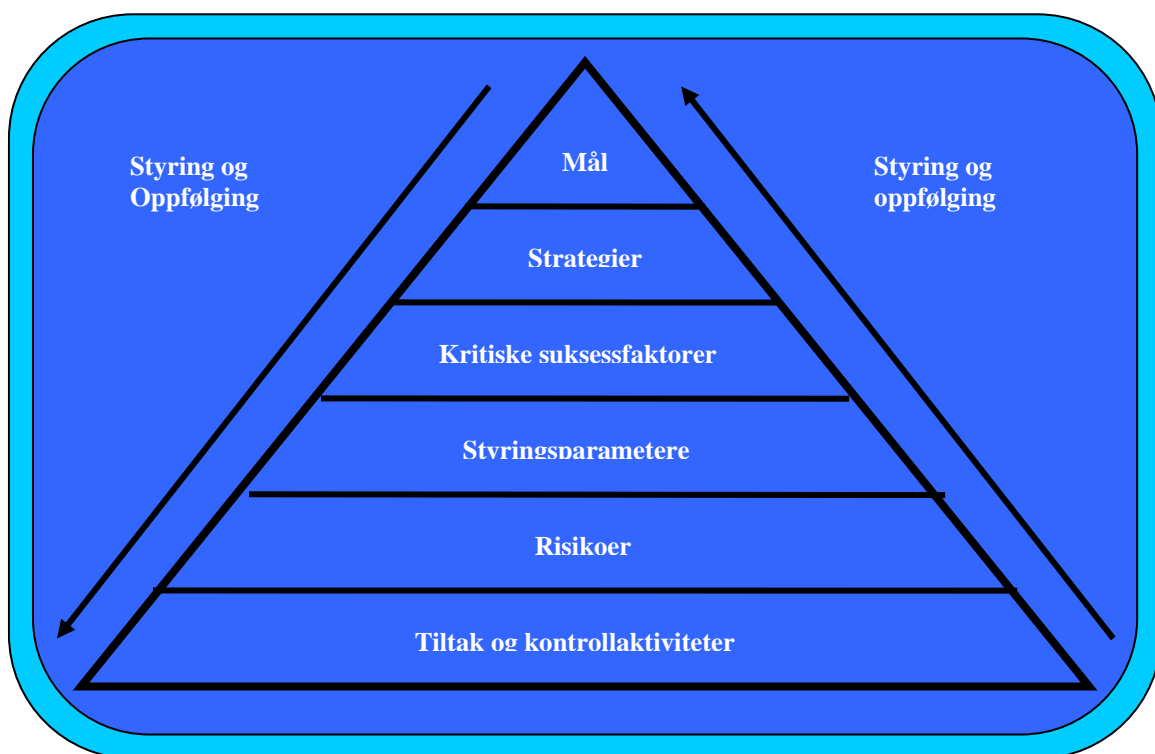 Styring og
Oppfølging
Styring og
oppfølging
Mål
Strategier
Kritiske suksessfaktorer
Styringsparametere
Risikoer
Tiltak og kontrollaktiviteter